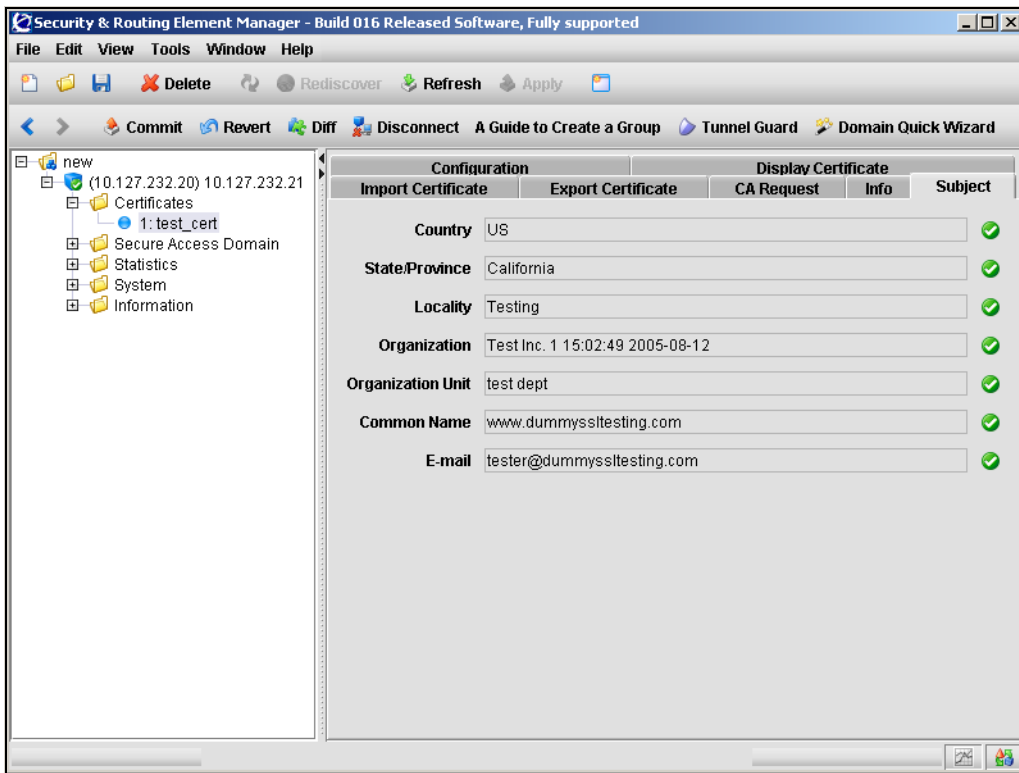 Security & Routing Element Manager - Build 016 Released Software, Fully supported
File Edit View Tools Window Help
Delete Rediscover Refresh Apply
Commit Revert Diff Disconnect A Guide to Create a Group Tunnel Guard Domain Quick Wizard
new
(10.127.232.20) 10.127.232.21
Certificates
1: test_cert
Secure Access Domain
Statistics
System
Information
Configuration Display Certificate
Import Certificate Export Certificate CA Request Info Subject
Country US
State/Province California
Locality Testing
Organization Test Inc. 1 15:02:49 2005-08-12
Organization Unit test dept
Common Name www.dummyssltesting.com
E-mail tester@dummyssltesting.com